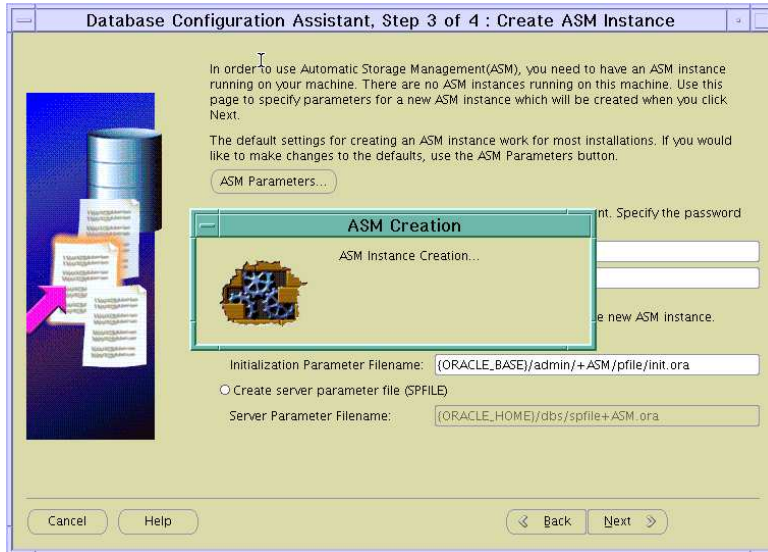 Database Configuration Assistant, Step 3 of 4 : Create ASM Instance
In order to use Automatic Storage Management(ASM), you need to have an ASM instance
running on your machine. There are no ASM instances running on this machine. Use this
page to specify parameters for a new ASM instance which will be created when you click
Next.
The default settings for creating an ASM instance work for most installations. If you would
like to make changes to the defaults, use the ASM Parameters button.
ASM Parameters...
nt. Specify the password
ASM Creation
ASM Instance Creation...
e new ASM instance.
Initialization Parameter Filename: {ORACLE_BASE}/admin/+ASM/pfile/init.ora
Create server parameter file (SPFILE)
Server Parameter Filename: {ORACLE_HOME}/dbs/spfile+ASM.ora
Cancel Help Back Next